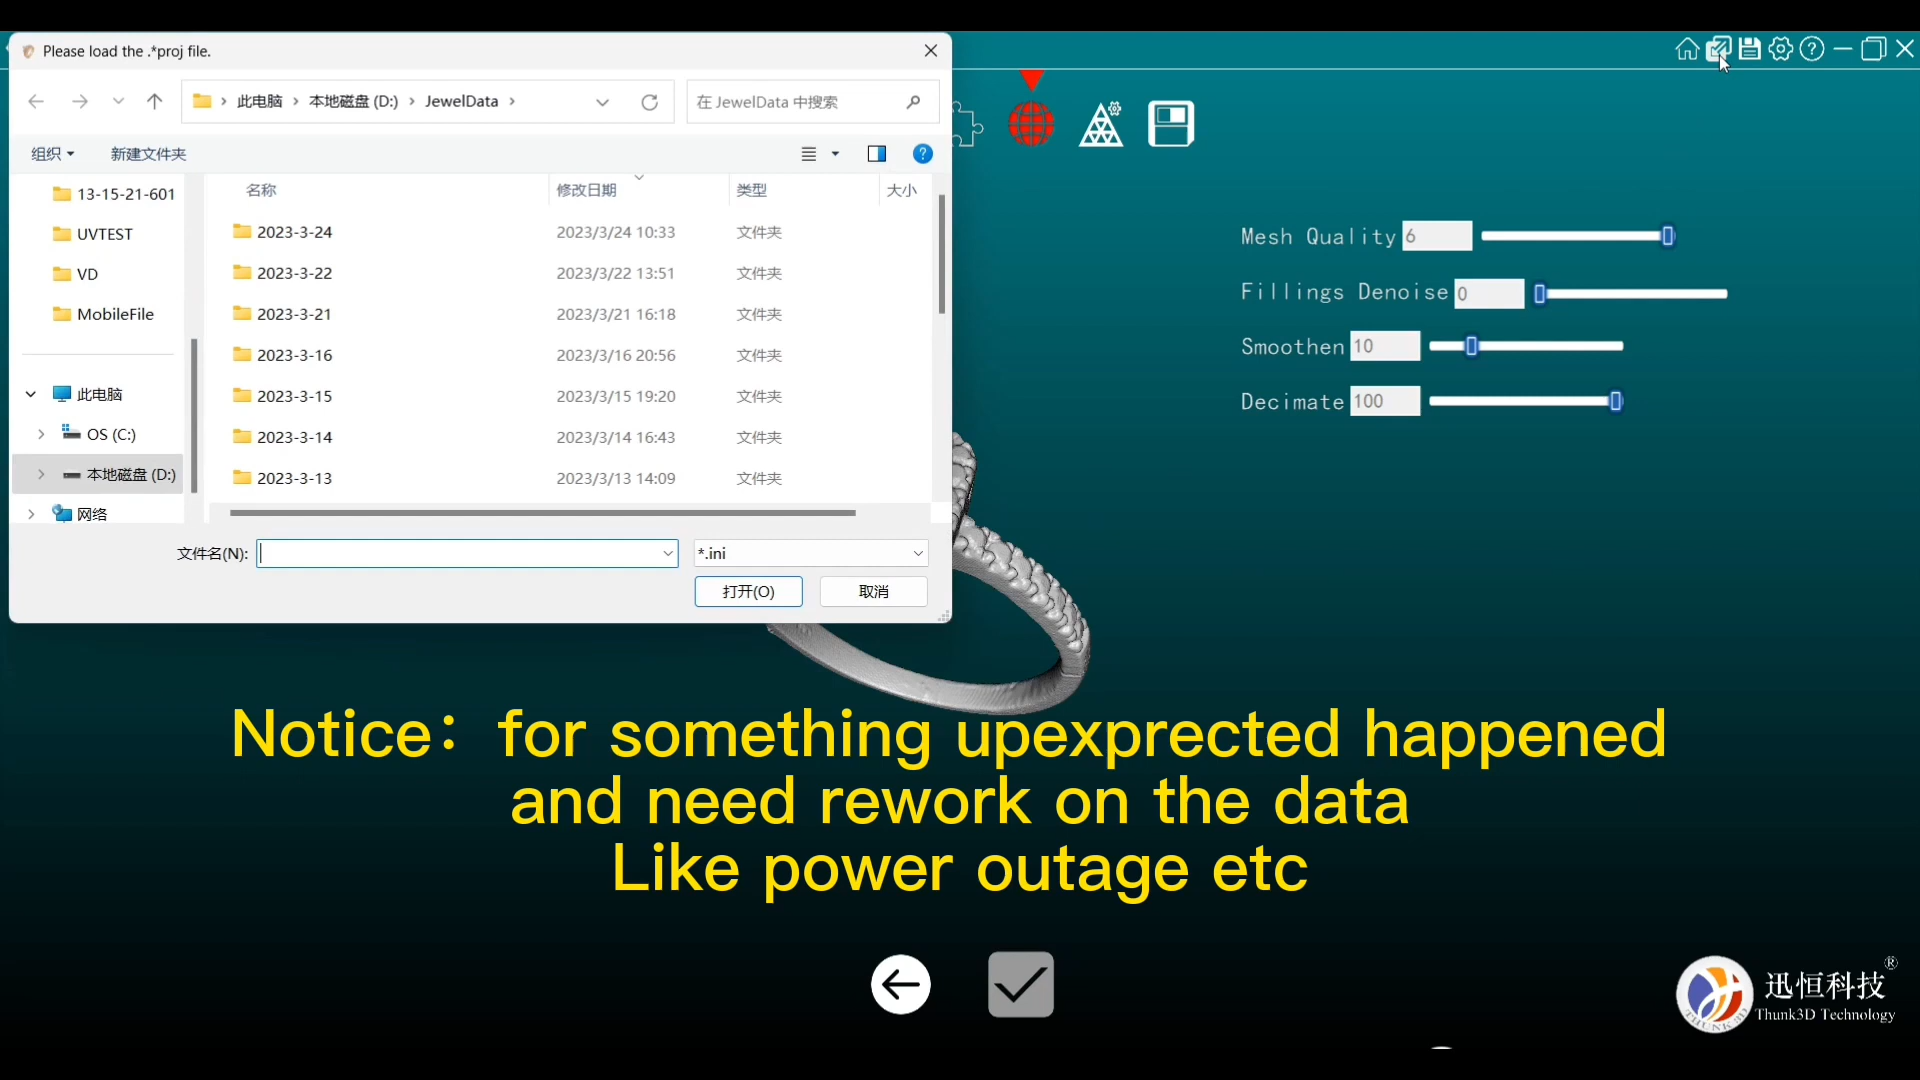 Please load the .*proj file.
此电脑 本地磁盘 (D:) JewelData
在 JewelData 中搜索
组织 新建文件夹
13-15-21-601
UVTEST
VD
MobileFile
此电脑
OS (C:)
本地磁盘 (D:)
网络
名称 修改日期 类型 大小
2023-3-24 2023/3/24 10:33 文件夹
2023-3-22 2023/3/22 13:51 文件夹
2023-3-21 2023/3/21 16:18 文件夹
2023-3-16 2023/3/16 20:56 文件夹
2023-3-15 2023/3/15 19:20 文件夹
2023-3-14 2023/3/14 16:43 文件夹
2023-3-13 2023/3/13 14:09 文件夹
文件名(N): *.ini
打开(O) 取消
Mesh Quality 6
Fillings Denoise 0
Smoothen 10
Decimate 100
Notice：for something upexprected happened
and need rework on the data
Like power outage etc
迅恒科技®
Thunk3D Technology
THUNK3D